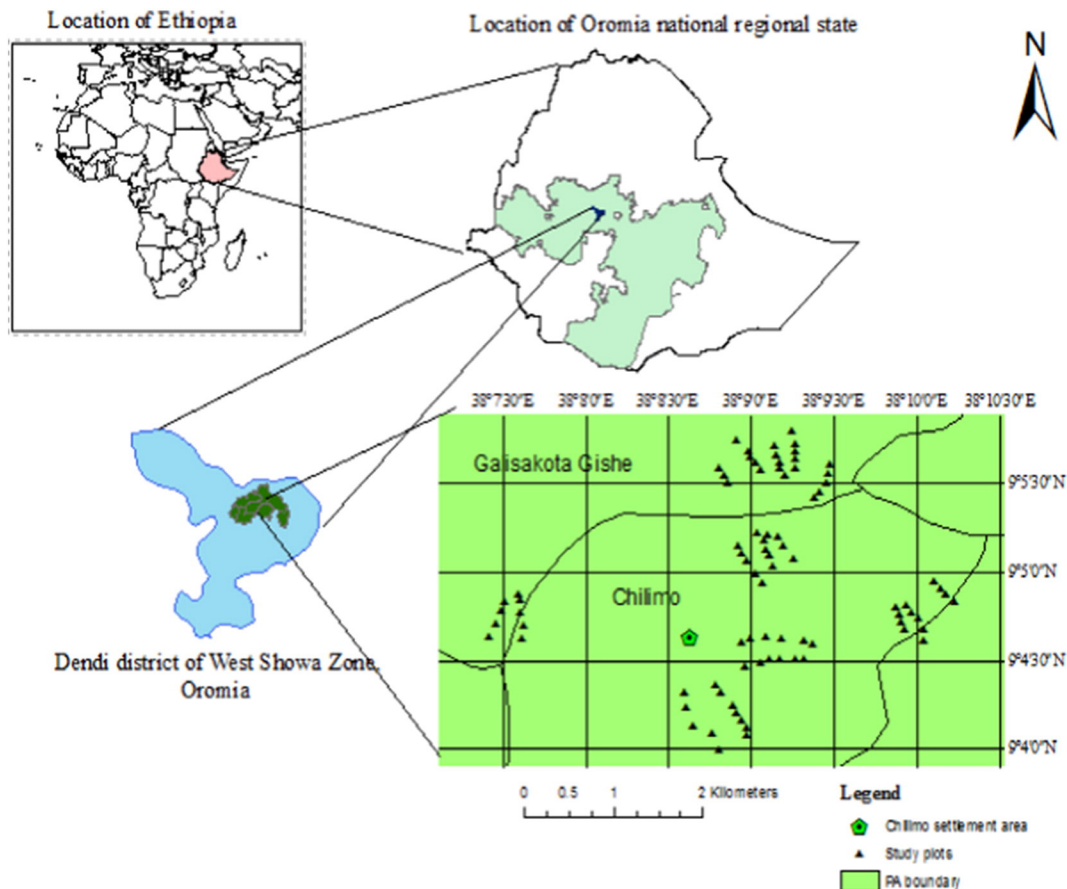 Location of Ethiopia
Location of Oromia national regional state
N
38°7'30"E 38°8'0"E 38°8'30"E 38°9'0"E 38°9'30"E 38°10'0"E 38°10'30"E
Galisakota Gishe
9°5'30"N
9°5'0"N
Chilimo
9°4'30"N
9°4'0"N
Dendi district of West Showa Zone,
Oromia
0 0.5 1 2 Kilometers
Legend
Chilimo settlement area
Study plots
PA boundary